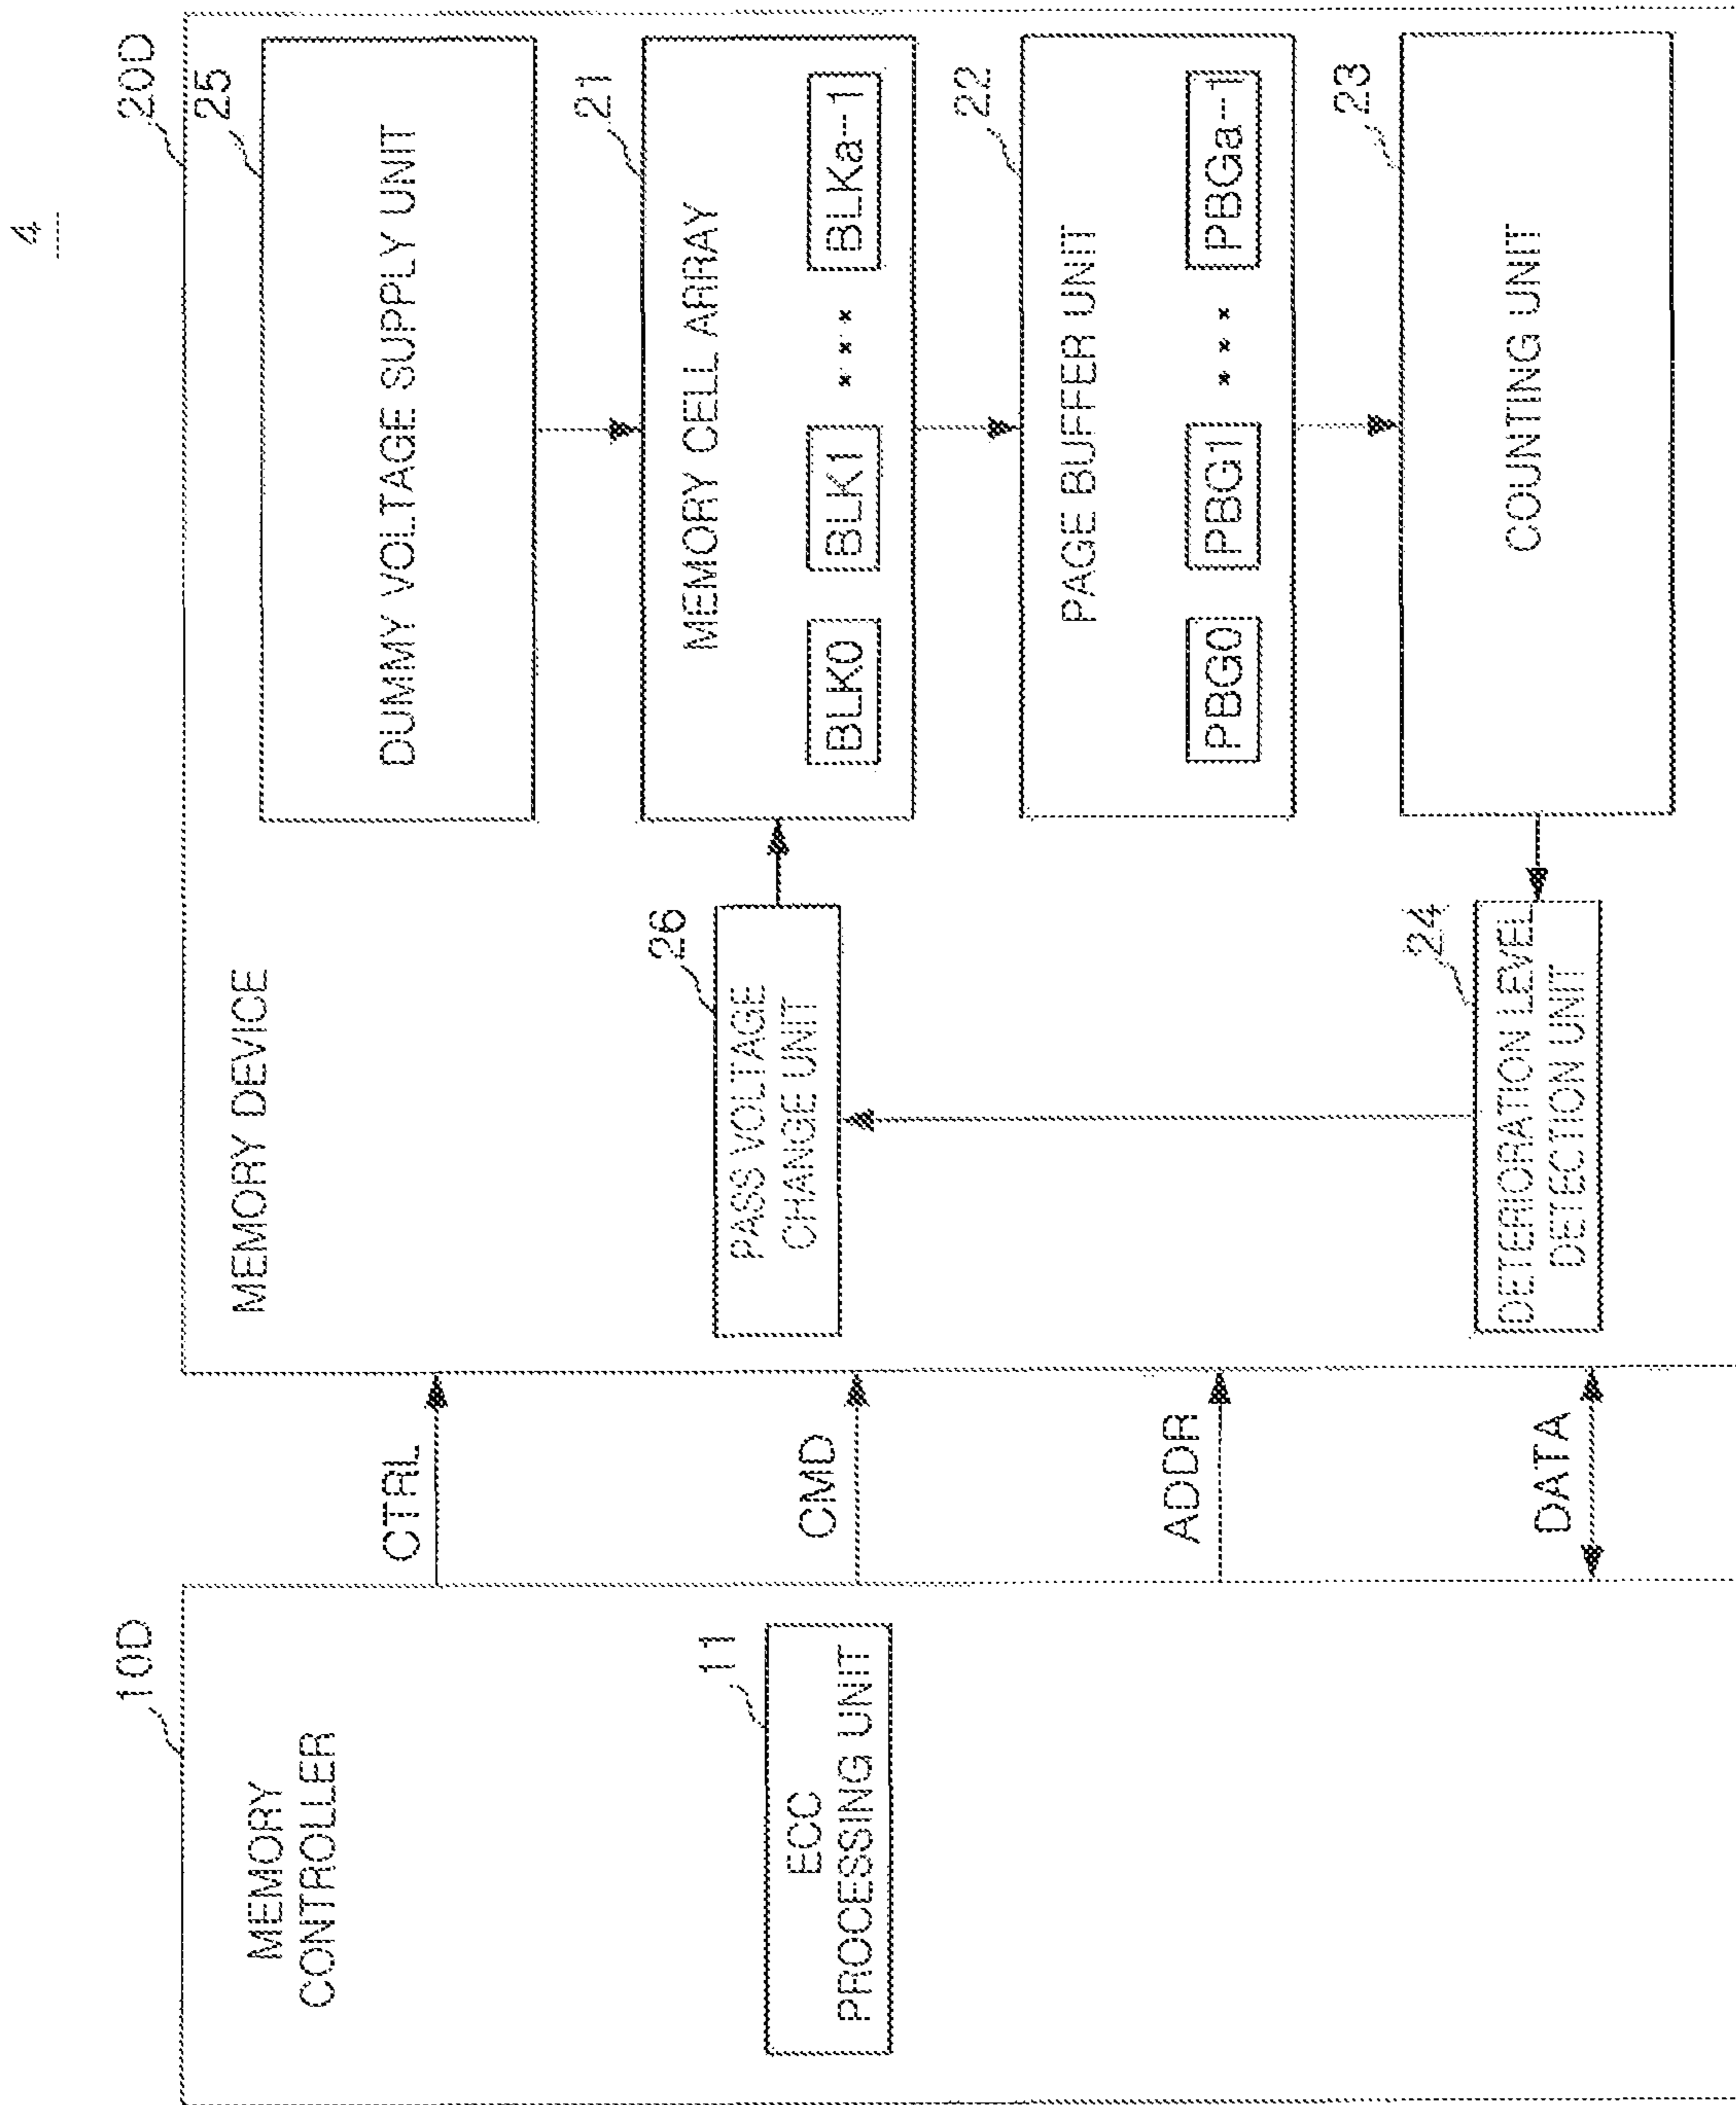 4
10D
MEMORY
CONTROLLER
11
ECC
PROCESSING UNIT
CTRL
CMD
ADDR
DATA
20D
MEMORY DEVICE
25
DUMMY VOLTAGE SUPPLY UNIT
26
PASS VOLTAGE
CHANGE UNIT
21
MEMORY CELL ARRAY
BLK0 BLK1 ••• BLKa-1
22
PAGE BUFFER UNIT
PBG0 PBG1 ••• PBGa-1
24
DETERIORATION LEVEL
DETECTION UNIT
23
COUNTING UNIT